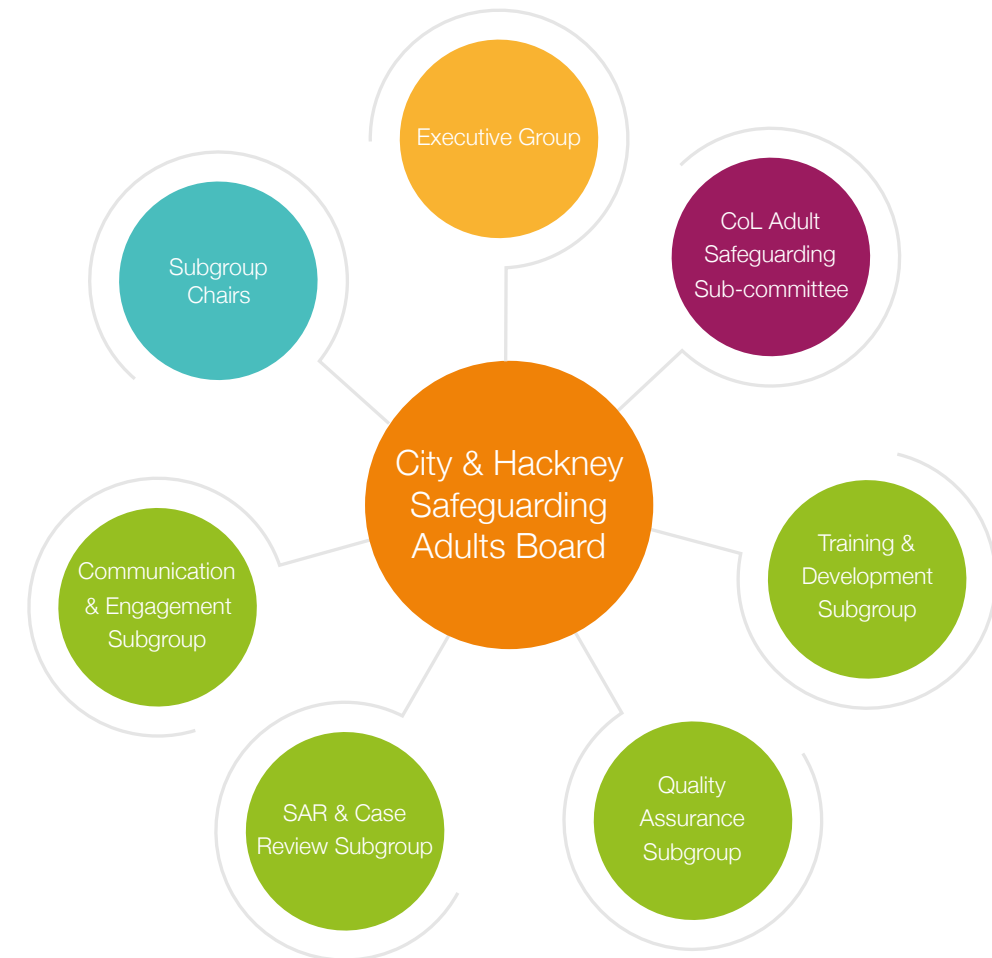 Executive Group
CoL Adult
Safeguarding
Sub-committee
Subgroup
Chairs
City & Hackney
Safeguarding
Adults Board
Training &
Development
Subgroup
Communication
& Engagement
Subgroup
Quality
Assurance
Subgroup
SAR & Case
Review Subgroup